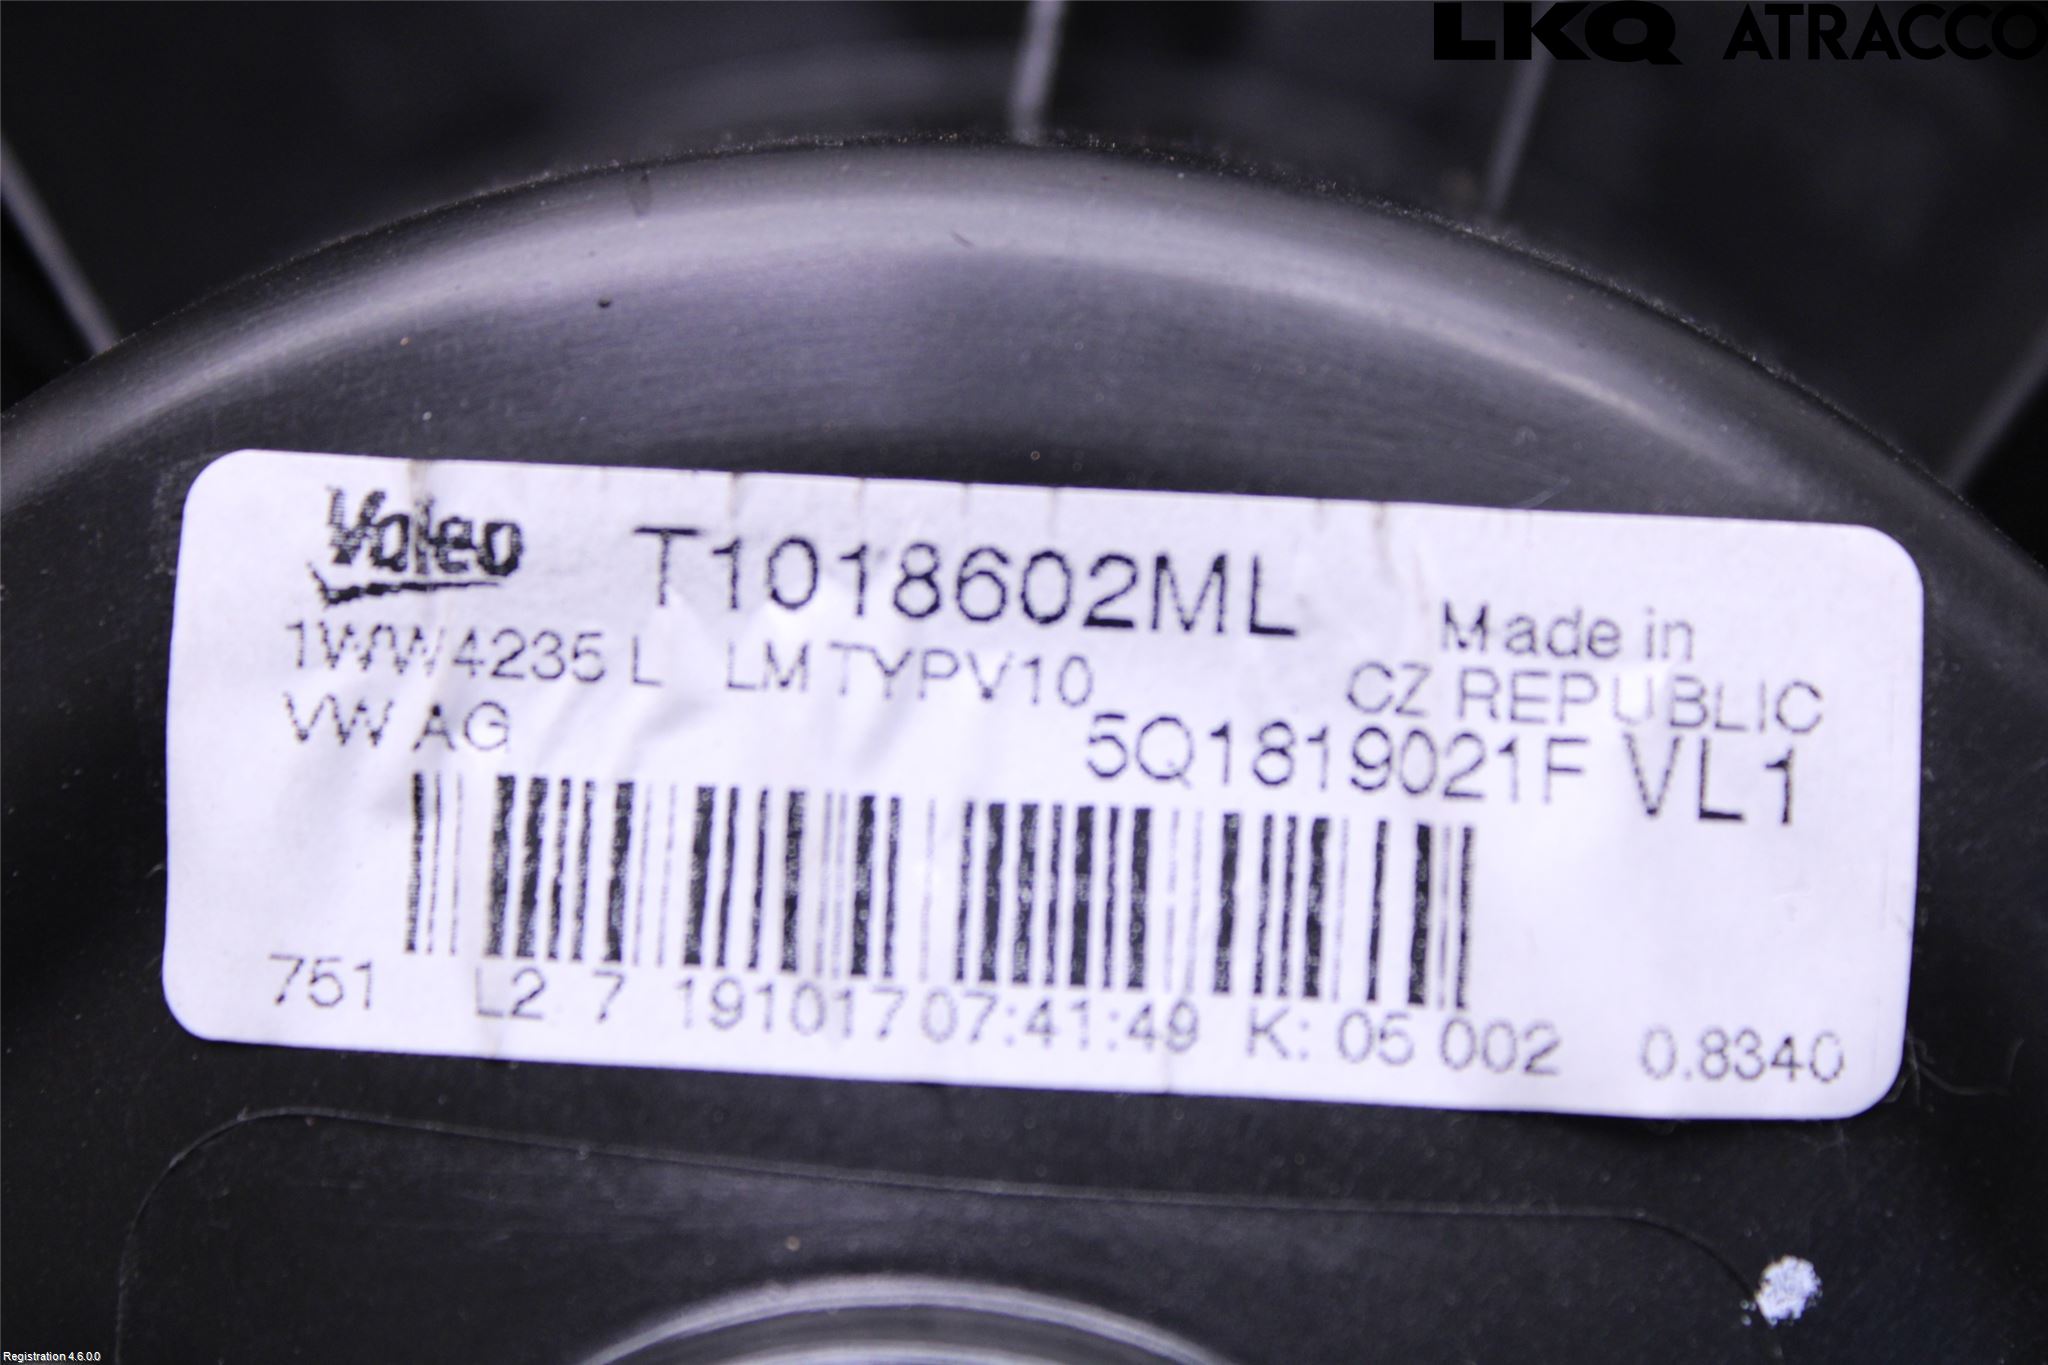 LKQ ATRACCO
Valeo T1018602ML
1WW4235 L LM TYPV10 Made in
CZ REPUBLIC
VW AG 5Q1819021F VL1
751 L2 7 191017 07:41:49 K: 05 002 0.8340
Registration 4.6.0.0